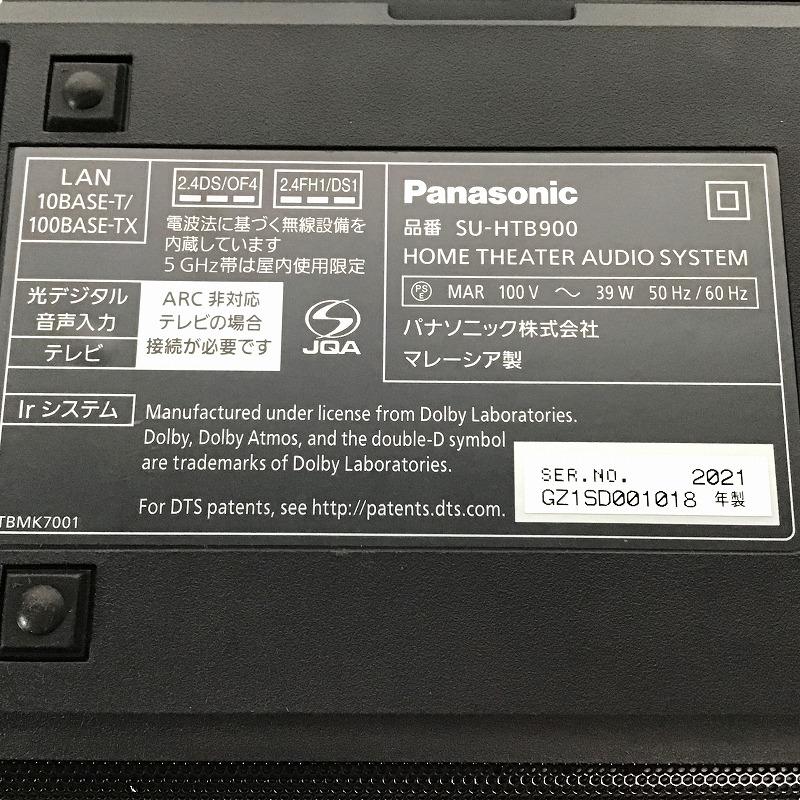 LAN
10BASE-T/
100BASE-TX
2.4DS/OF4
2.4FH1/DS1
電波法に基づく無線設備を
内蔵しています
5 GHz帯は屋内使用限定
光デジタル
音声入力
テレビ
ARC 非対応
テレビの場合
接続が必要です
JQA
Ir システム
Panasonic
品番 SU-HTB900
HOME THEATER AUDIO SYSTEM
PS E MAR 100 V ～ 39 W 50 Hz / 60 Hz
パナソニック株式会社
マレーシア製
Manufactured under license from Dolby Laboratories.
Dolby, Dolby Atmos, and the double-D symbol
are trademarks of Dolby Laboratories.
For DTS patents, see http://patents.dts.com.
SER.NO. 2021
GZ1SD001018 年製
TBMK7001